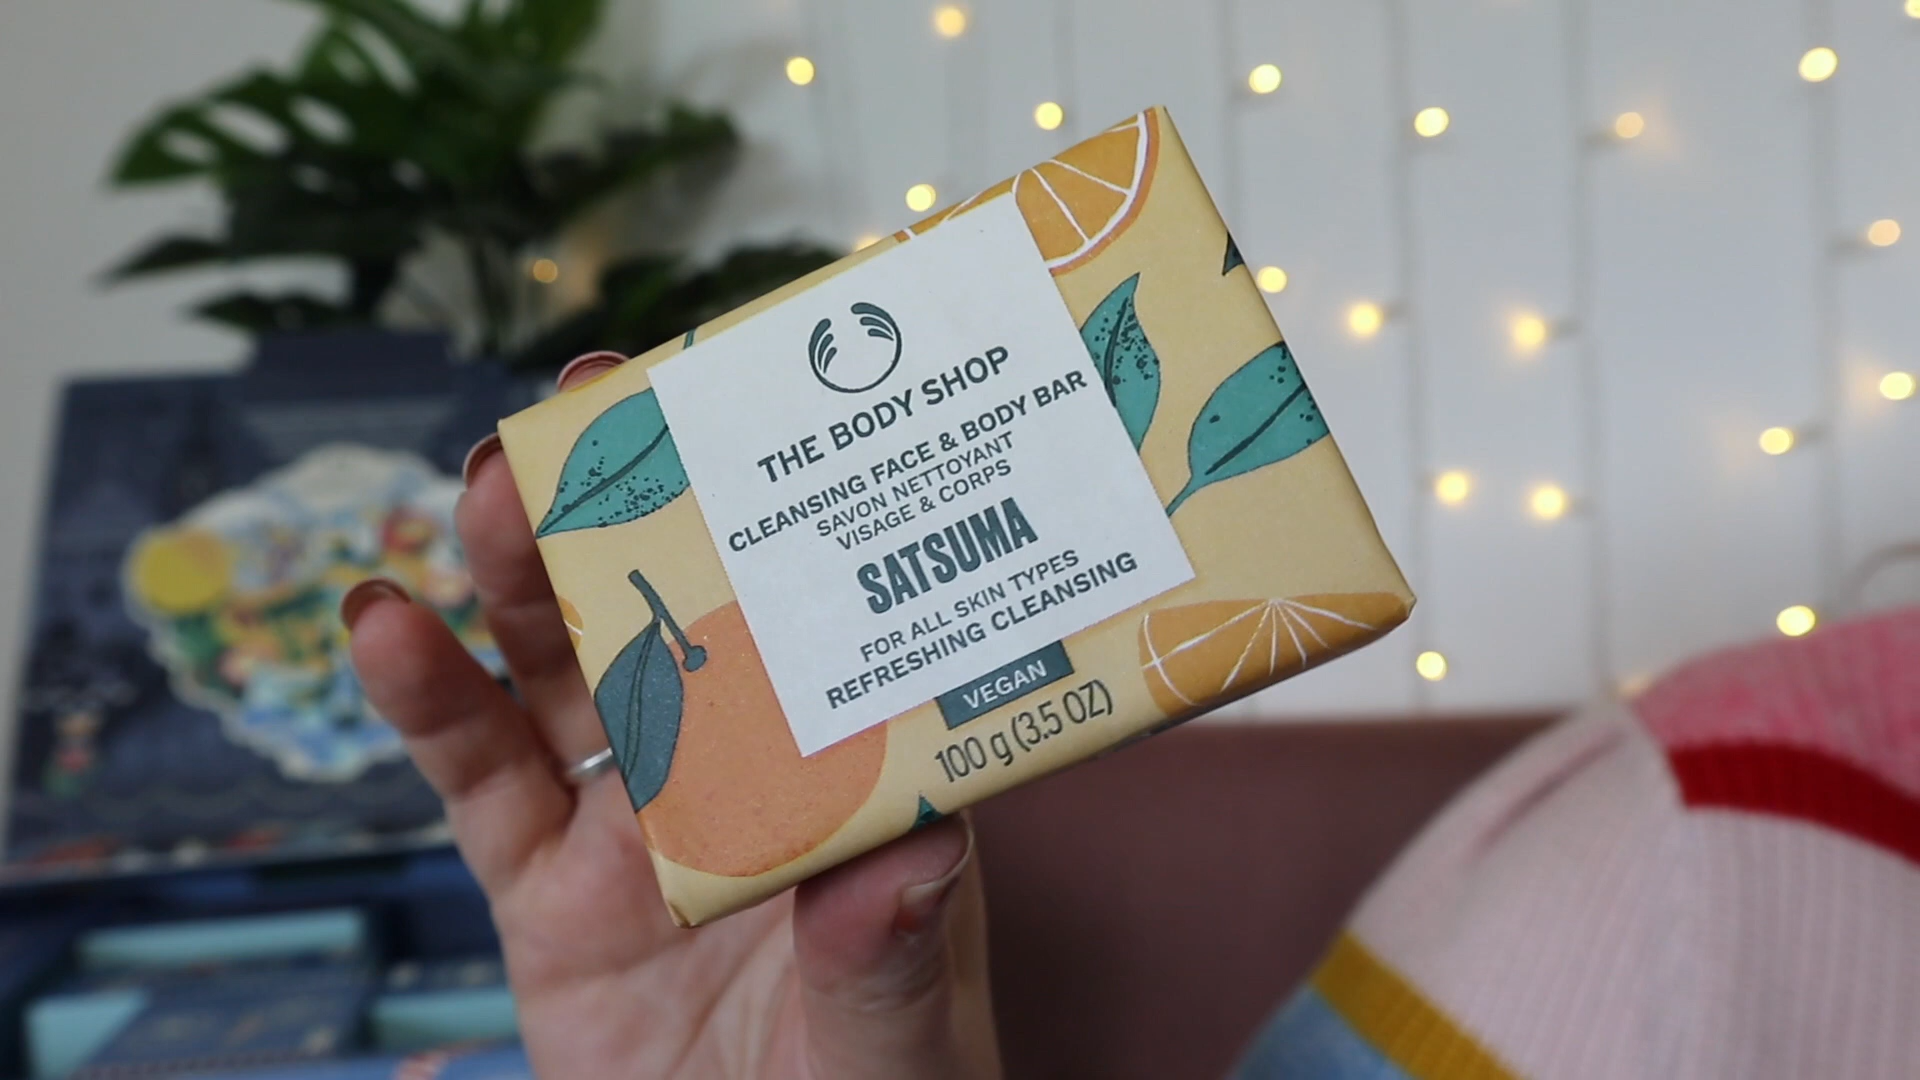 THE BODY SHOP
CLEANSING FACE & BODY BAR
SAVON NETTOYANT
VISAGE & CORPS
SATSUMA
FOR ALL SKIN TYPES
REFRESHING CLEANSING
VEGAN
100 g (3.5 OZ)